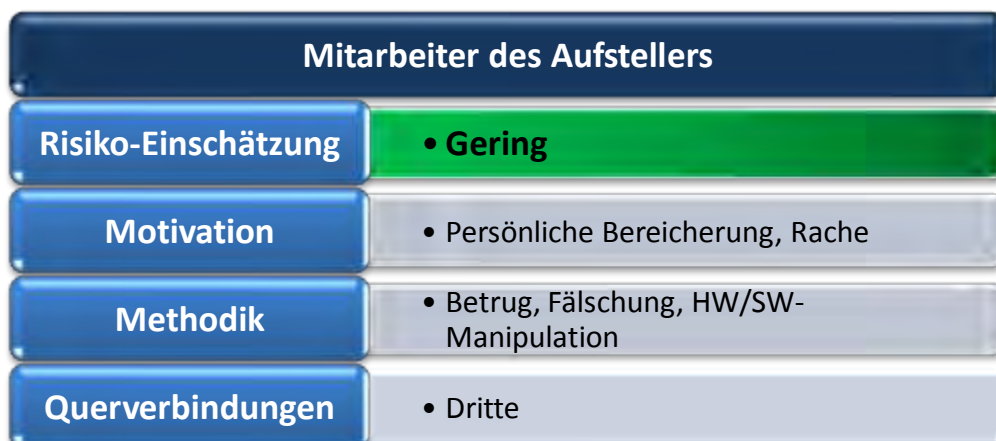 Mitarbeiter des Aufstellers
Risiko-Einschätzung
• Gering
Motivation
• Persönliche Bereicherung, Rache
Methodik
• Betrug, Fälschung, HW/SW-
Manipulation
Querverbindungen
• Dritte